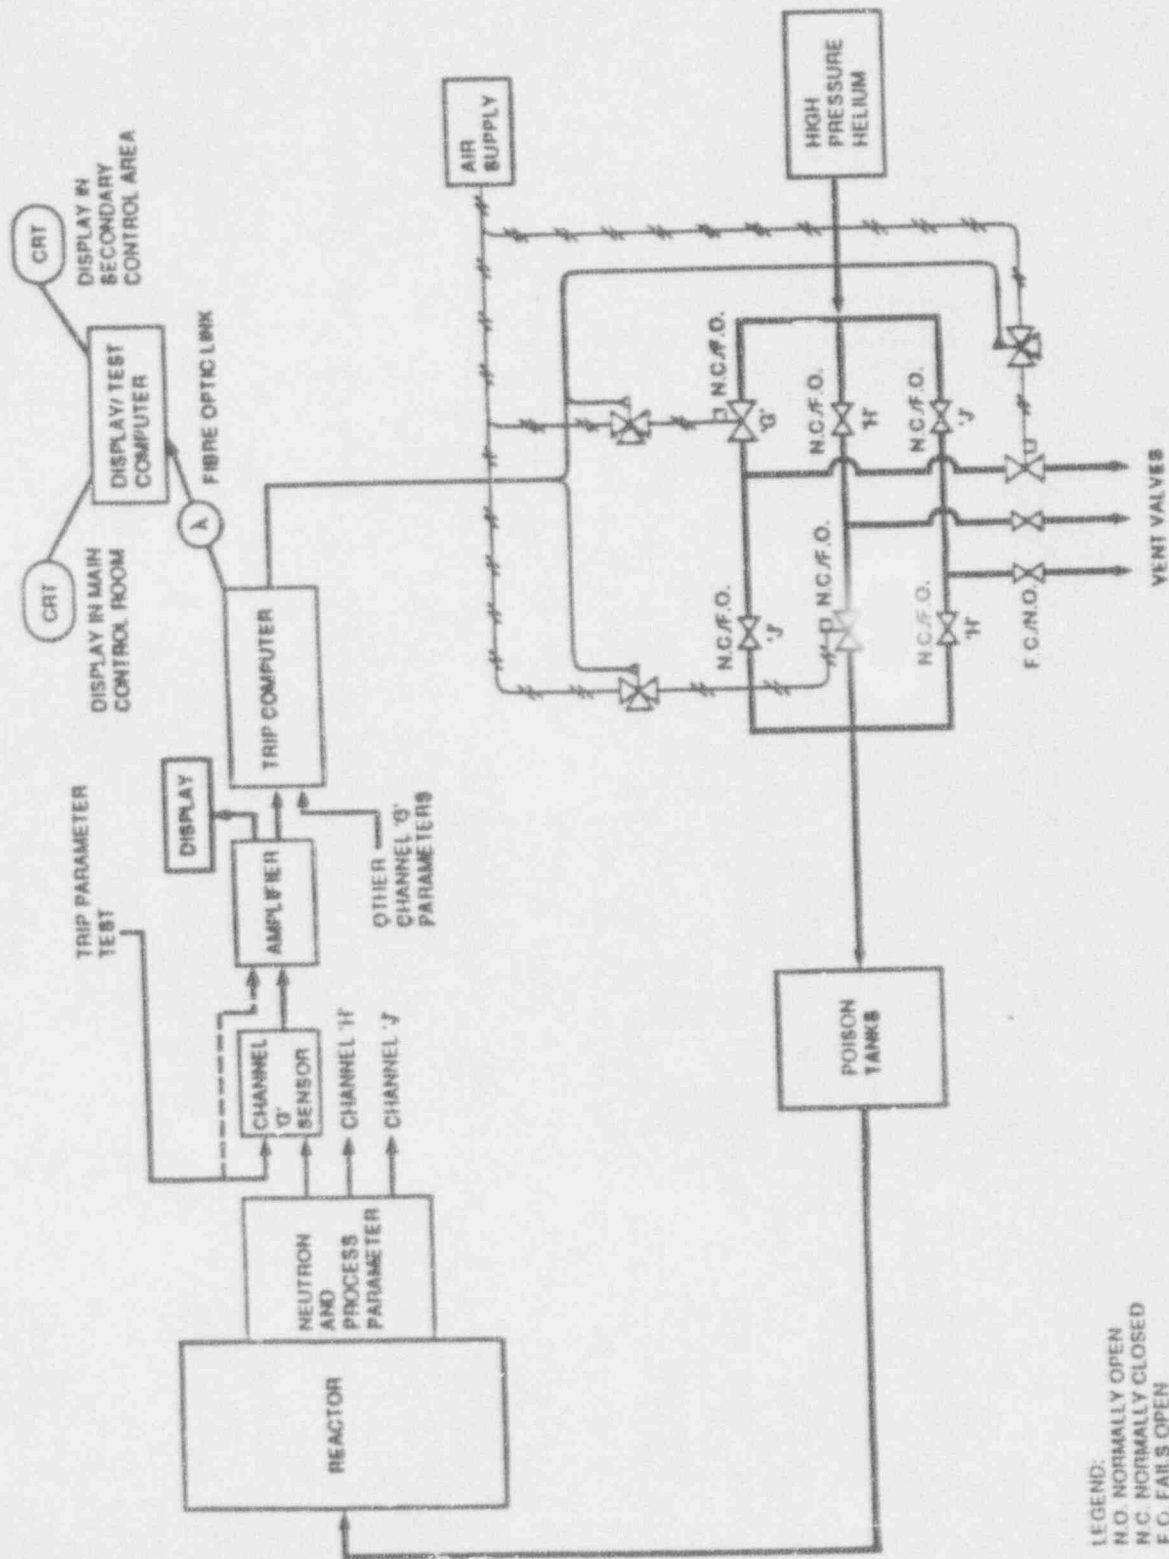 CRT
DISPLAY IN
SECONDARY
CONTROL AREA
DISPLAY/TEST
COMPUTER
CRT
DISPLAY IN MAIN
CONTROL ROOM
λ
FIBRE OPTIC LINK
TRIP COMPUTER
DISPLAY
AMPLIFIER
OTHER
CHANNEL 'G'
PARAMETERS
TRIP PARAMETER
TEST
CHANNEL
'G'
SENSOR
CHANNEL 'H'
CHANNEL 'J'
NEUTRON
AND
PROCESS
PARAMETER
REACTOR
AIR
SUPPLY
HIGH
PRESSURE
HELIUM
N.C./F.O.
'G'
N.C./F.O.
'H'
N.C./F.O.
'J'
N.C./F.O.
'J'
N.C./F.O.
N.C./F.O.
'H'
F.C./N.O.
VENT VALVES
POISON
TANKS
LEGEND:
N.O. NORMALLY OPEN
N.C. NORMALLY CLOSED
F.O. FAILS OPEN